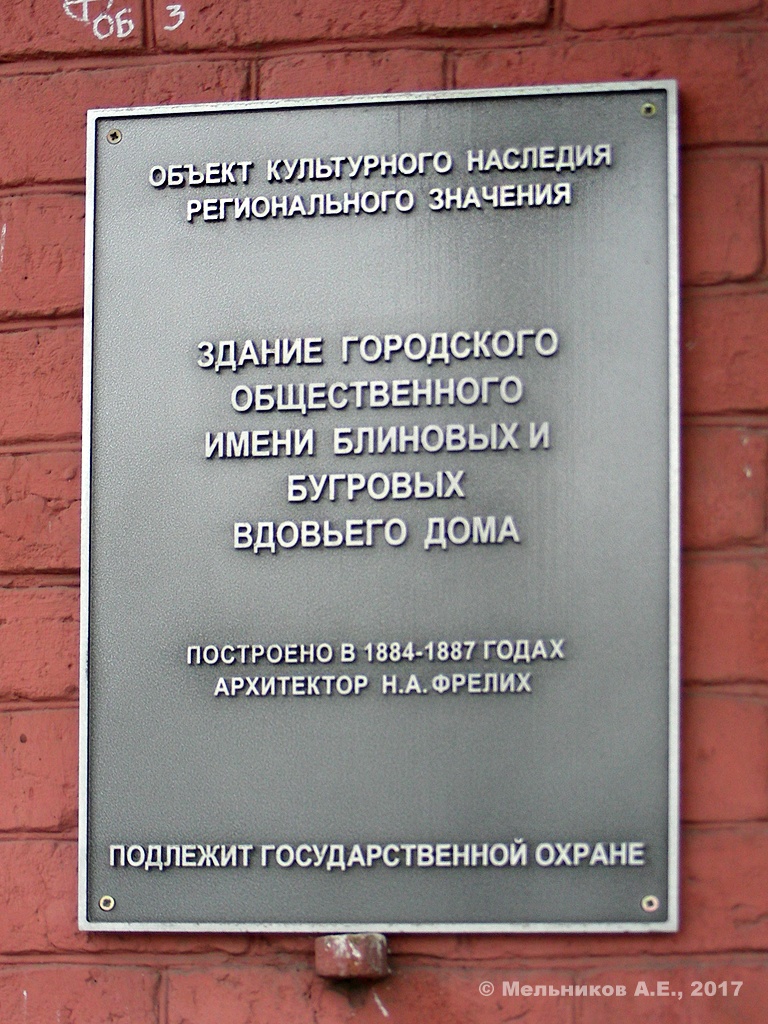 ОБ 3
ОБЪЕКТ КУЛЬТУРНОГО НАСЛЕДИЯ
РЕГИОНАЛЬНОГО ЗНАЧЕНИЯ
ЗДАНИЕ ГОРОДСКОГО
ОБЩЕСТВЕННОГО
ИМЕНИ БЛИНОВЫХ И
БУГРОВЫХ
ВДОВЬЕГО ДОМА
ПОСТРОЕНО В 1884-1887 ГОДАХ
АРХИТЕКТОР Н.А. ФРЕЛИХ
ПОДЛЕЖИТ ГОСУДАРСТВЕННОЙ ОХРАНЕ
© Мельников А.Е., 2017